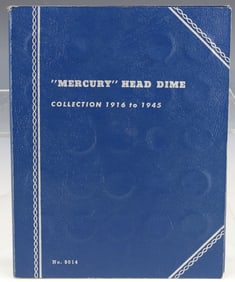 "MERCURY" HEAD DIME
COLLECTION 1916 to 1945
No. 9014